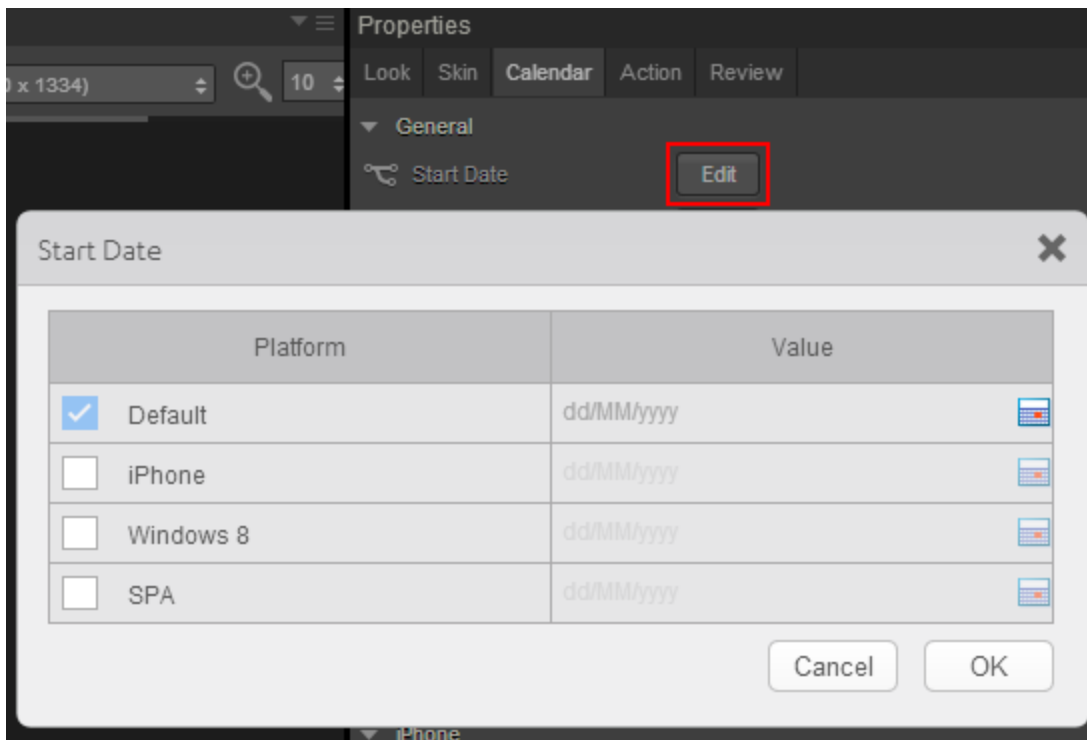 Properties
0 x 1334)
10
Look Skin Calendar Action Review
General
Start Date
Edit
Start Date
Platform Value
Default dd/MM/yyyy
iPhone dd/MM/yyyy
Windows 8 dd/MM/yyyy
SPA dd/MM/yyyy
Cancel OK
iPhone